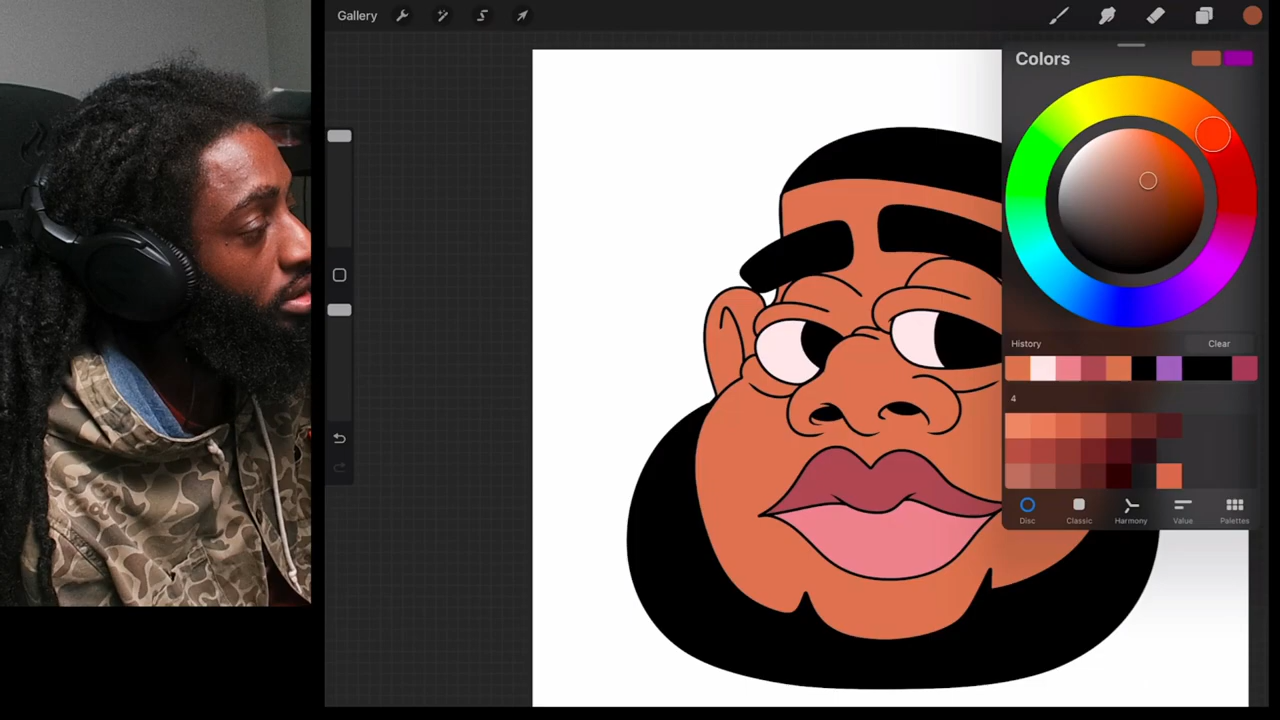 Gallery
Colors
History
Clear
4
Disc
Classic
Harmony
Value
Palettes